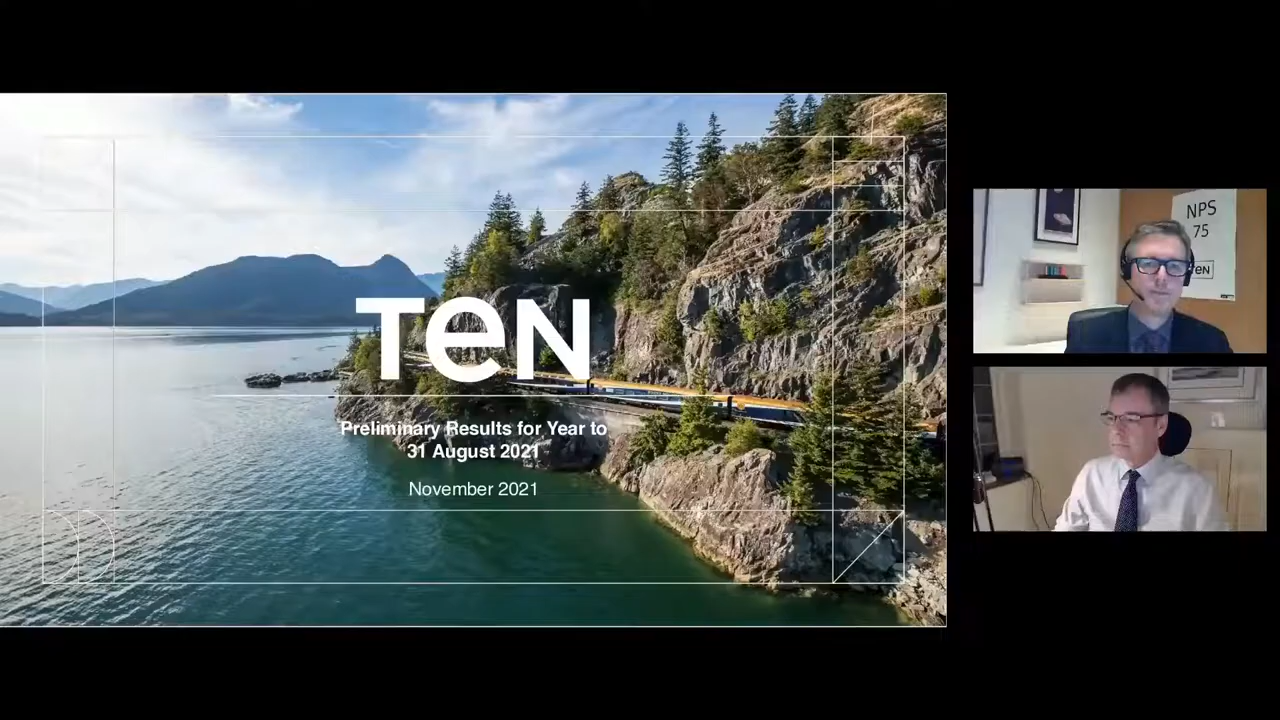 TEN
Preliminary Results for Year to
31 August 2021
November 2021
NPS
75
TEN